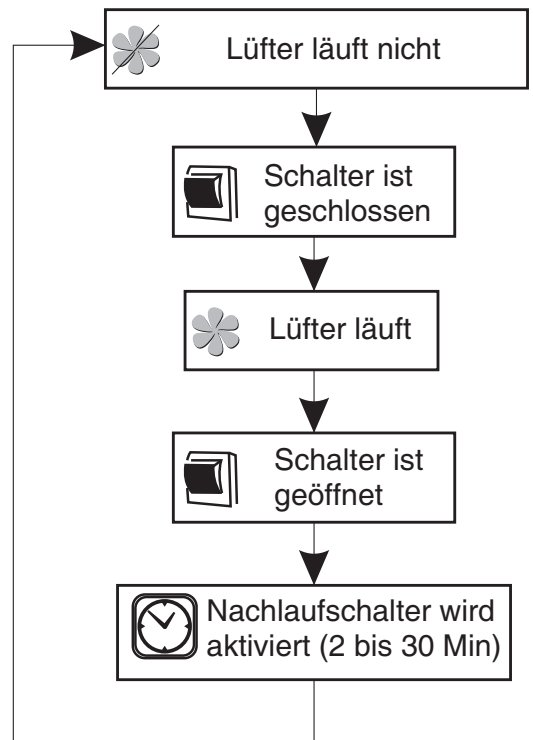 Lüfter läuft nicht
Schalter ist
geschlossen
Lüfter läuft
Schalter ist
geöffnet
Nachlaufschalter wird
aktiviert (2 bis 30 Min)